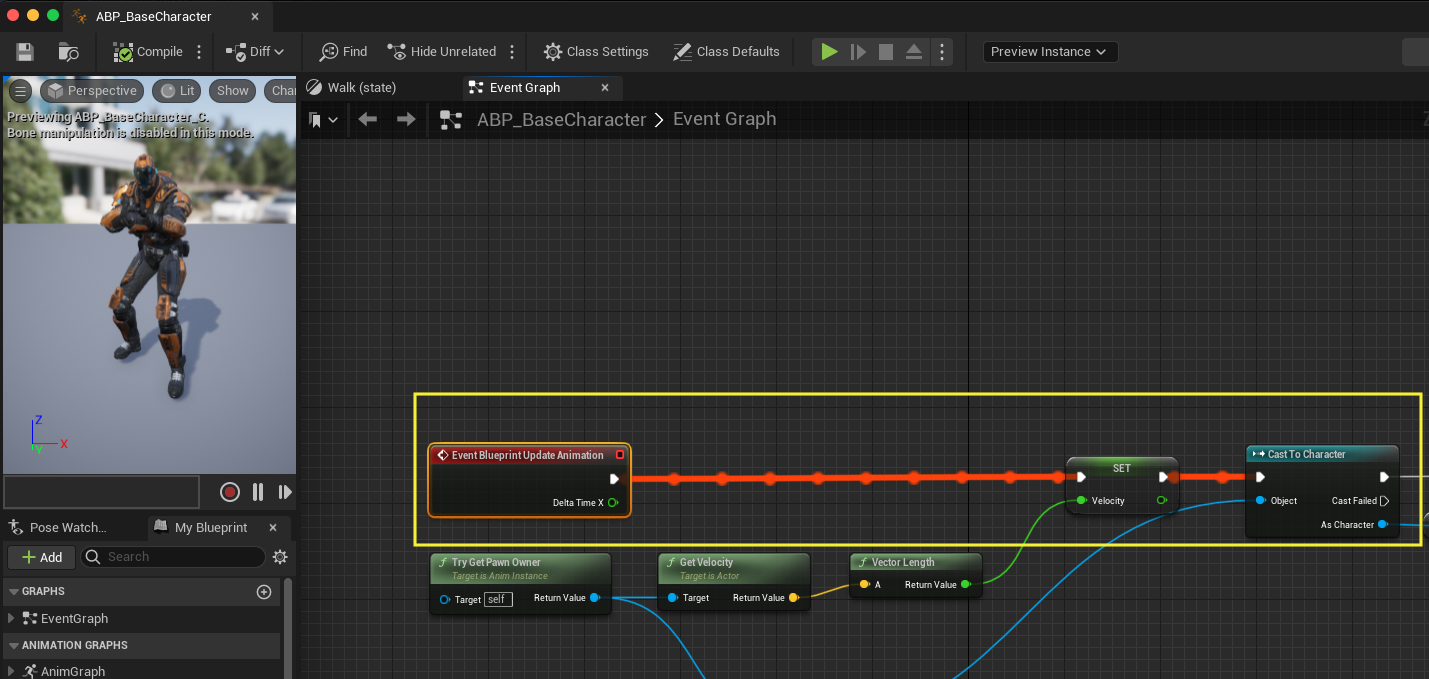 ABP_BaseCharacter
Compile
Diff
Find
Hide Unrelated
Class Settings
Class Defaults
Preview Instance
Perspective
Lit
Show
Char
Previewing ABP_BaseCharacter_C.
Bone manipulation is disabled in this mode.
Z
X
Y
Walk (state)
Event Graph
ABP_BaseCharacter > Event Graph
Event Blueprint Update Animation
Delta Time X
SET
Velocity
Cast To Character
Object
Cast Failed
As Character
Try Get Pawn Owner
Target is Anim Instance
Target self
Return Value
Get Velocity
Target is Actor
Target
Return Value
Vector Length
A
Return Value
Pose Watch...
My Blueprint
Add
Search
GRAPHS
EventGraph
ANIMATION GRAPHS
AnimGraph